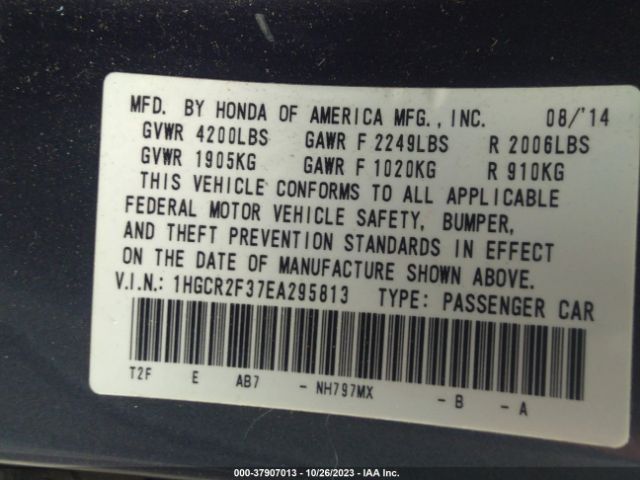 MFD. BY HONDA OF AMERICA MFG., INC. 08/'14
GVWR 4200LBS GAWR F 2249LBS R 2006LBS
GVWR 1905KG GAWR F 1020KG R 910KG
THIS VEHICLE CONFORMS TO ALL APPLICABLE
FEDERAL MOTOR VEHICLE SAFETY, BUMPER,
AND THEFT PREVENTION STANDARDS IN EFFECT
ON THE DATE OF MANUFACTURE SHOWN ABOVE.
V.I.N.: 1HGCR2F37EA295813 TYPE: PASSENGER CAR
T2F E AB7 - NH797MX - B - A
000-37907013 - 10/26/2023 - IAA Inc.